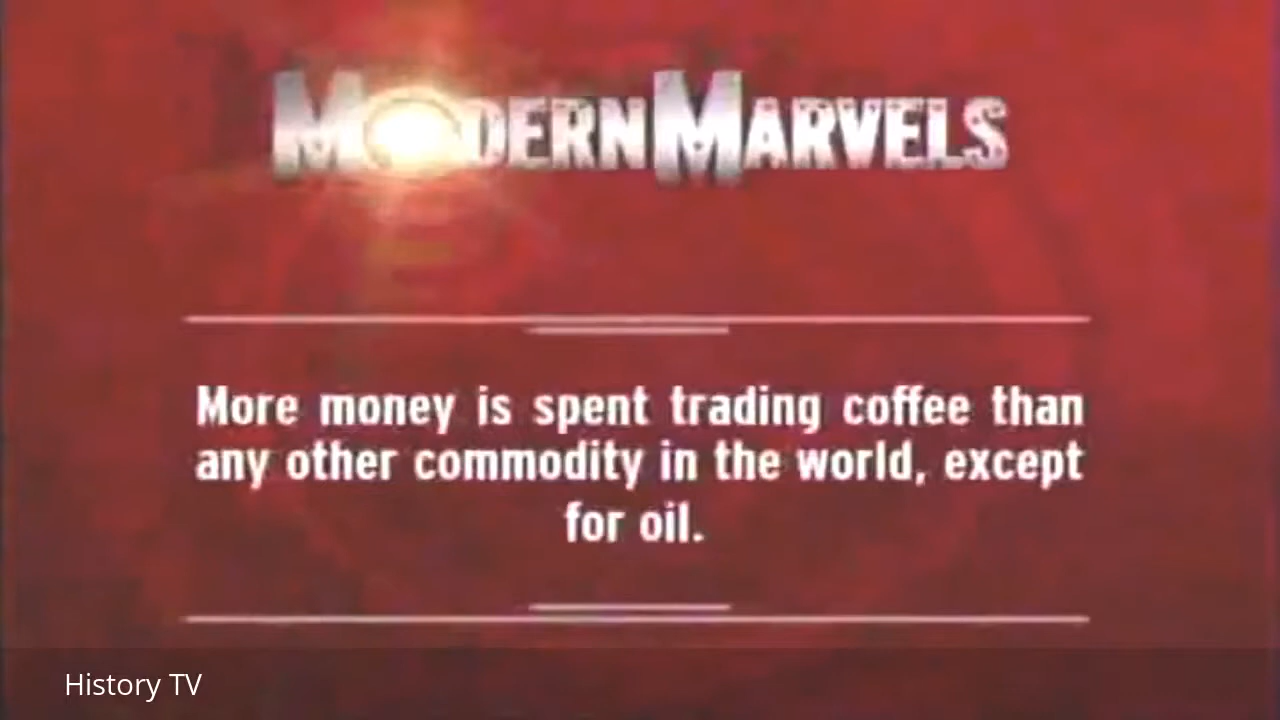 MODERN MARVELS
More money is spent trading coffee than
any other commodity in the world, except
for oil.
History TV